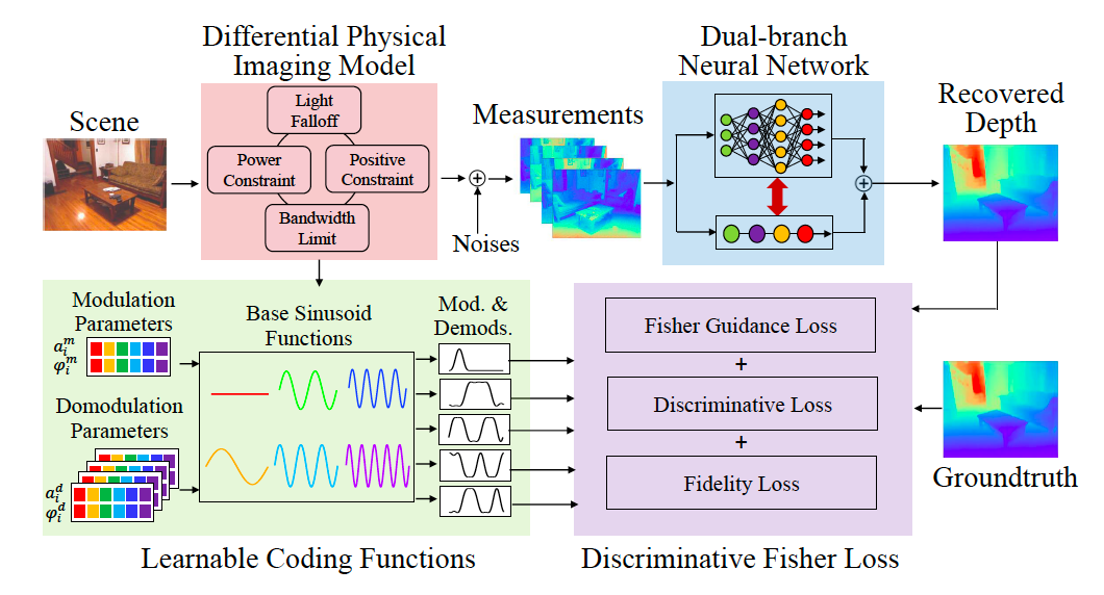 Differential Physical
Imaging Model
Dual-branch
Neural Network
Scene
Light
Falloff
Power
Constraint
Positive
Constraint
Bandwidth
Limit
Measurements
Noises
Recovered
Depth
Modulation
Parameters
a_i^m
φ_i^m
Domodulation
Parameters
a_i^d
φ_i^d
Base Sinusoid
Functions
Mod. &
Demods.
Fisher Guidance Loss
+
Discriminative Loss
+
Fidelity Loss
Groundtruth
Learnable Coding Functions
Discriminative Fisher Loss